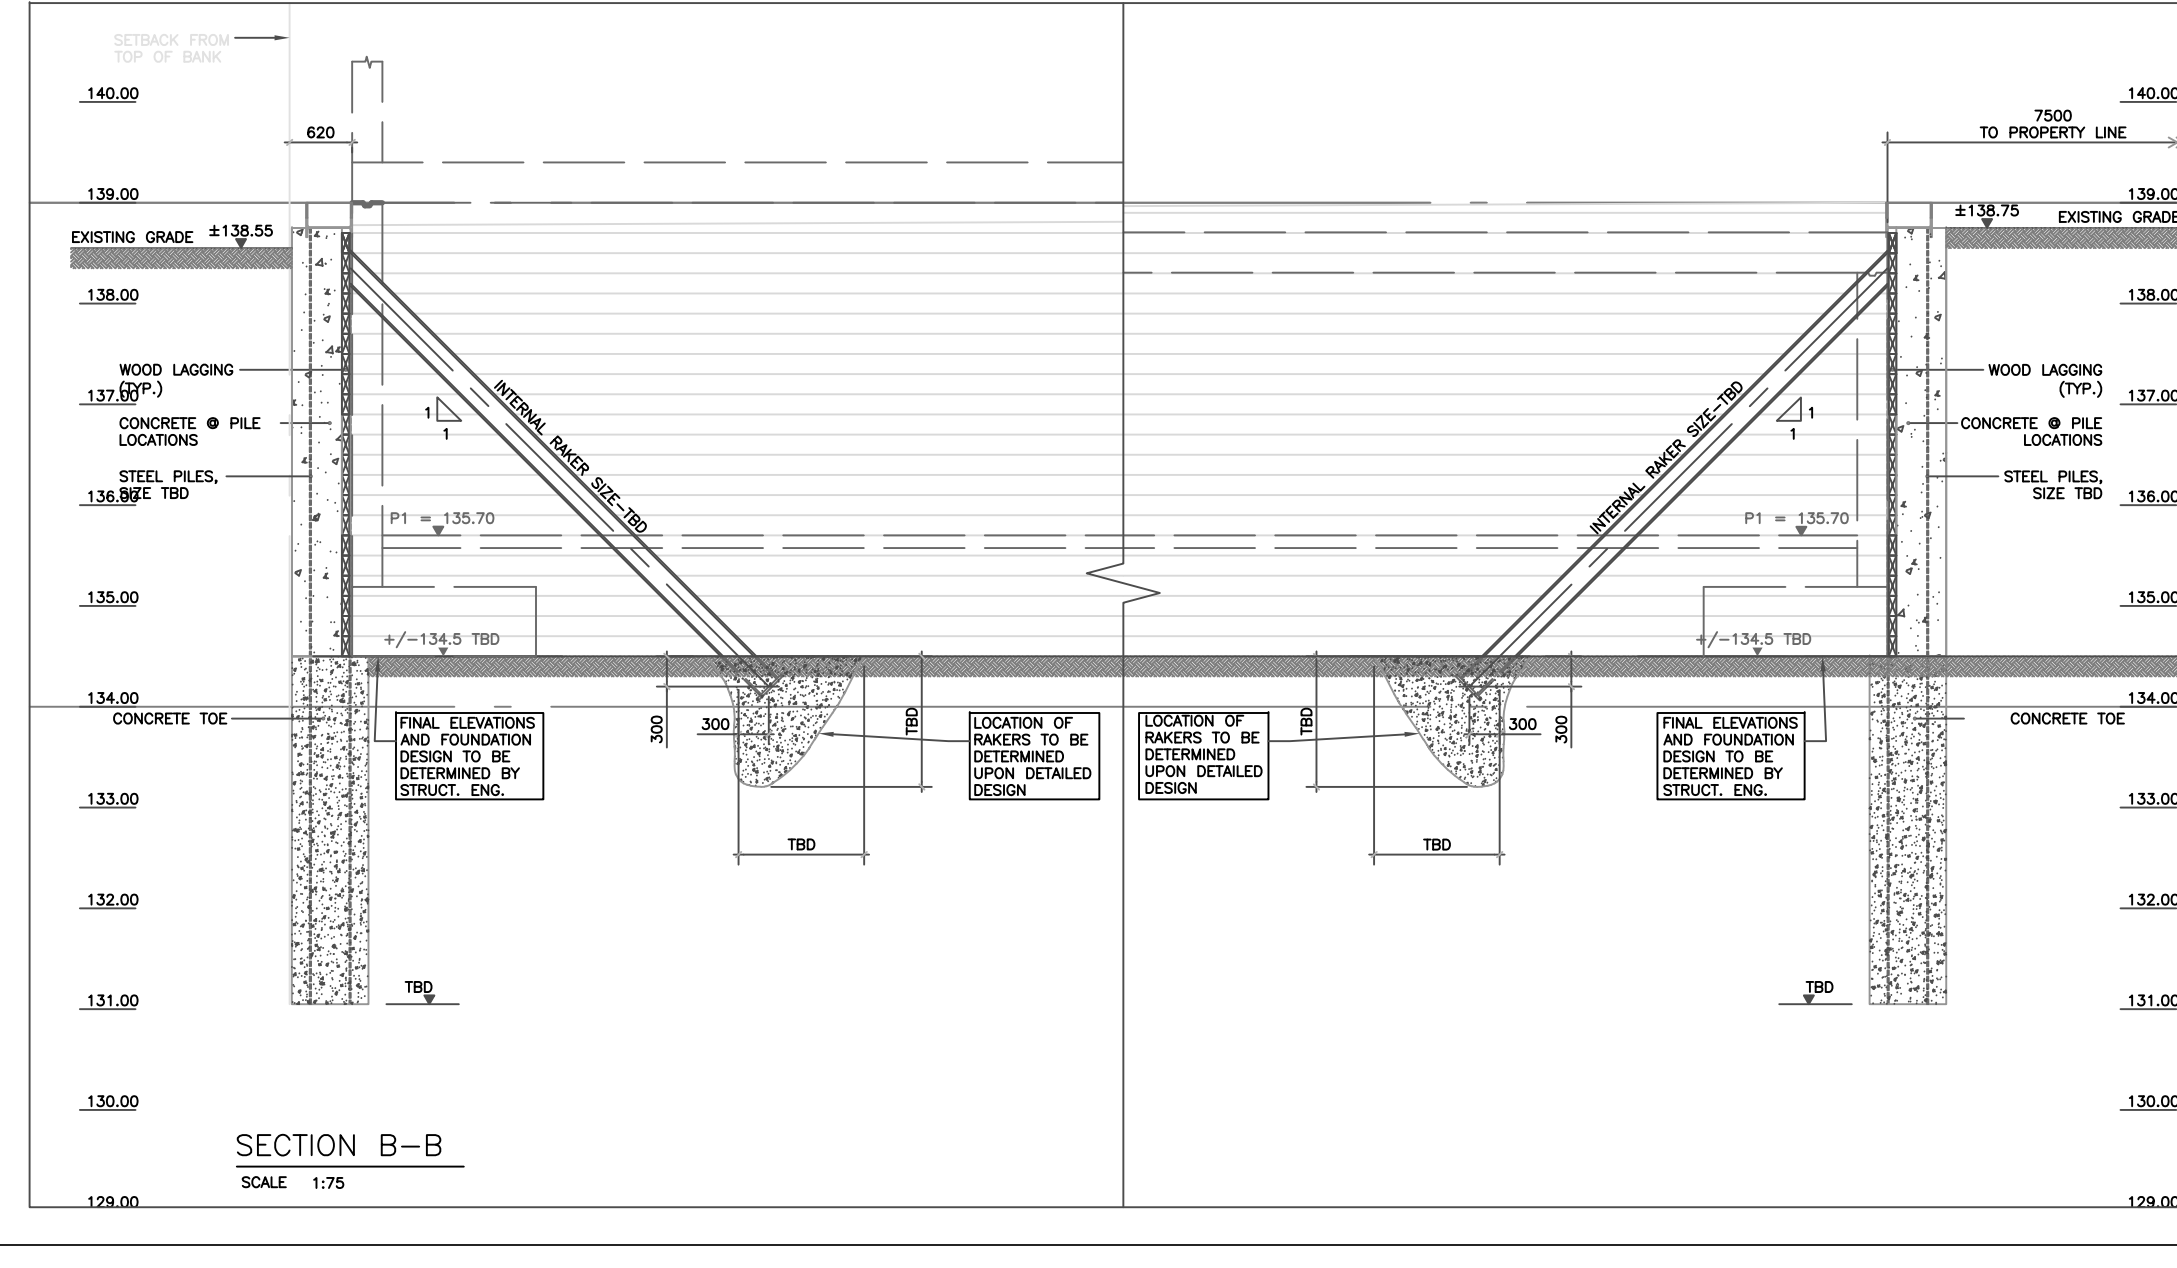 SETBACK FROM
TOP OF BANK
140.00
140.00
620
7500
TO PROPERTY LINE
139.00
139.00
EXISTING GRADE
±138.55
±138.75
EXISTING GRADE
138.00
138.00
WOOD LAGGING
(TYP.)
137.00
CONCRETE @ PILE
LOCATIONS
STEEL PILES,
SIZE TBD
136.00
1
1
INTERNAL RAKER SIZE-TBD
INTERNAL RAKER SIZE-TBD
1
1
WOOD LAGGING
(TYP.)
137.00
CONCRETE @ PILE
LOCATIONS
STEEL PILES,
SIZE TBD
136.00
P1 = 135.70
P1 = 135.70
135.00
135.00
+/-134.5 TBD
+/-134.5 TBD
134.00
134.00
CONCRETE TOE
FINAL ELEVATIONS
AND FOUNDATION
DESIGN TO BE
DETERMINED BY
STRUCT. ENG.
300
300
TBD
LOCATION OF
RAKERS TO BE
DETERMINED
UPON DETAILED
DESIGN
LOCATION OF
RAKERS TO BE
DETERMINED
UPON DETAILED
DESIGN
TBD
300
300
FINAL ELEVATIONS
AND FOUNDATION
DESIGN TO BE
DETERMINED BY
STRUCT. ENG.
CONCRETE TOE
133.00
133.00
TBD
TBD
132.00
132.00
TBD
TBD
131.00
131.00
130.00
130.00
SECTION B-B
SCALE 1:75
129.00
129.00